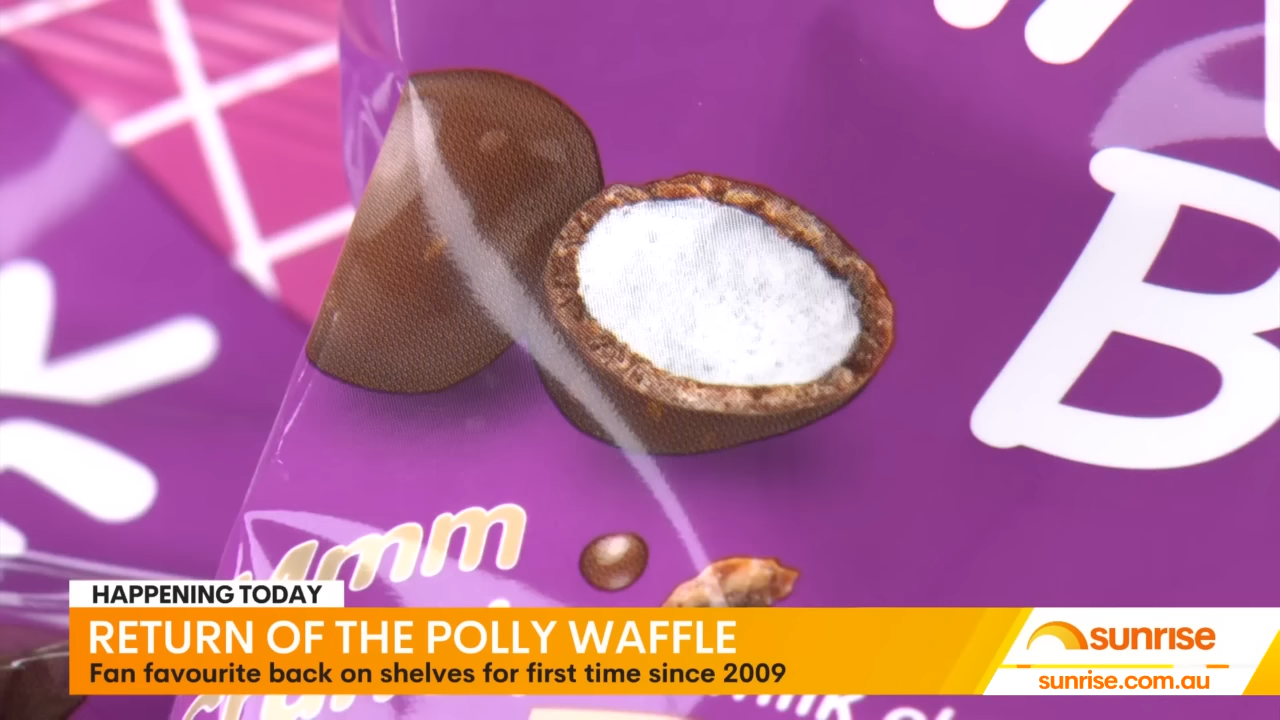 B
Mmm
HAPPENING TODAY
RETURN OF THE POLLY WAFFLE
Fan favourite back on shelves for first time since 2009
sunrise
sunrise.com.au